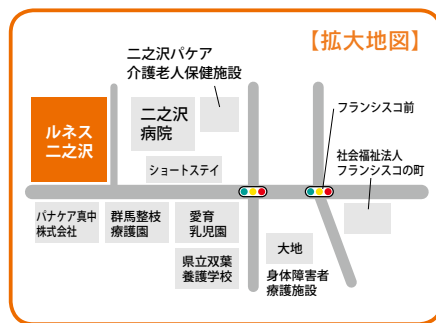 【拡大地図】
二之沢パケア
介護老人保健施設
ルネス
二之沢
二之沢
病院
ショートステイ
フランシスコ前
社会福祉法人
フランシスコの町
パナケア真中
株式会社
群馬整枝
療護園
愛育
乳児園
県立双葉
養護学校
大地
身体障害者
療護施設